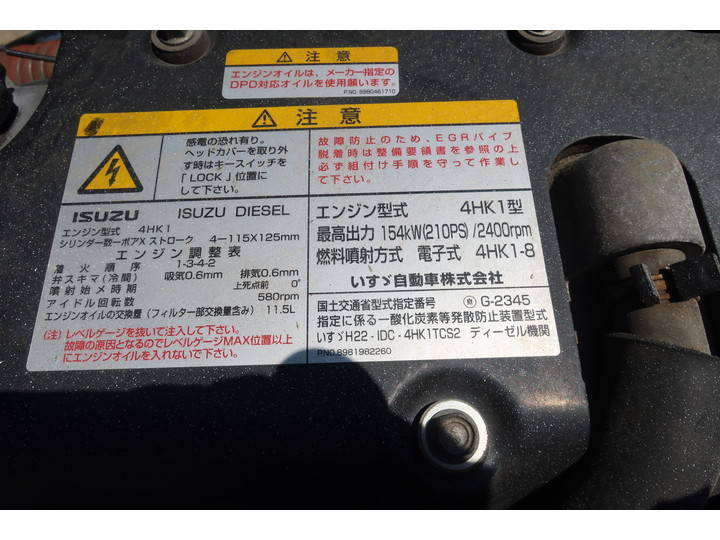 ⚠ 注意
エンジンオイルは、メーカー指定の
DPD対応オイルを使用願います。
P.NO. 8980461710
⚠ 注意
感電の恐れ有り。
ヘッドカバーを取り外
す時はキースイッチを
「LOCK」位置に
して下さい。
故障防止のため、EGRパイプ
脱着時は整備要領書を参照の上
必ず組付け手順を守って作業し
て下さい。
ISUZU ISUZU DIESEL
エンジン型式 4HK1
シリンダー数ーボアX ストローク 4ー115X125mm
エンジン調整表
着火順序 1-3-4-2
弁スキマ(冷間) 吸気0.6mm 排気0.6mm
噴射始メ時期 上死点前 0°
アイドル回転数 580rpm
エンジンオイルの交換量(フィルター部交換量含み) 11.5L
(注) レベルゲージを抜いて注入して下さい。
故障の原因となるのでレベルゲージMAX位置以上
にエンジンオイルを入れないで下さい。
エンジン型式 4HK1型
最高出力 154kW(210PS)/2400rpm
燃料噴射方式 電子式 4HK1-8
いすゞ自動車株式会社
国土交通省型式指定番号 自 G-2345
指定に係る一酸化炭素等発散防止装置型式
いすゞH22-IDC-4HK1TCS2 ディーゼル機関
P.NO.8981982260